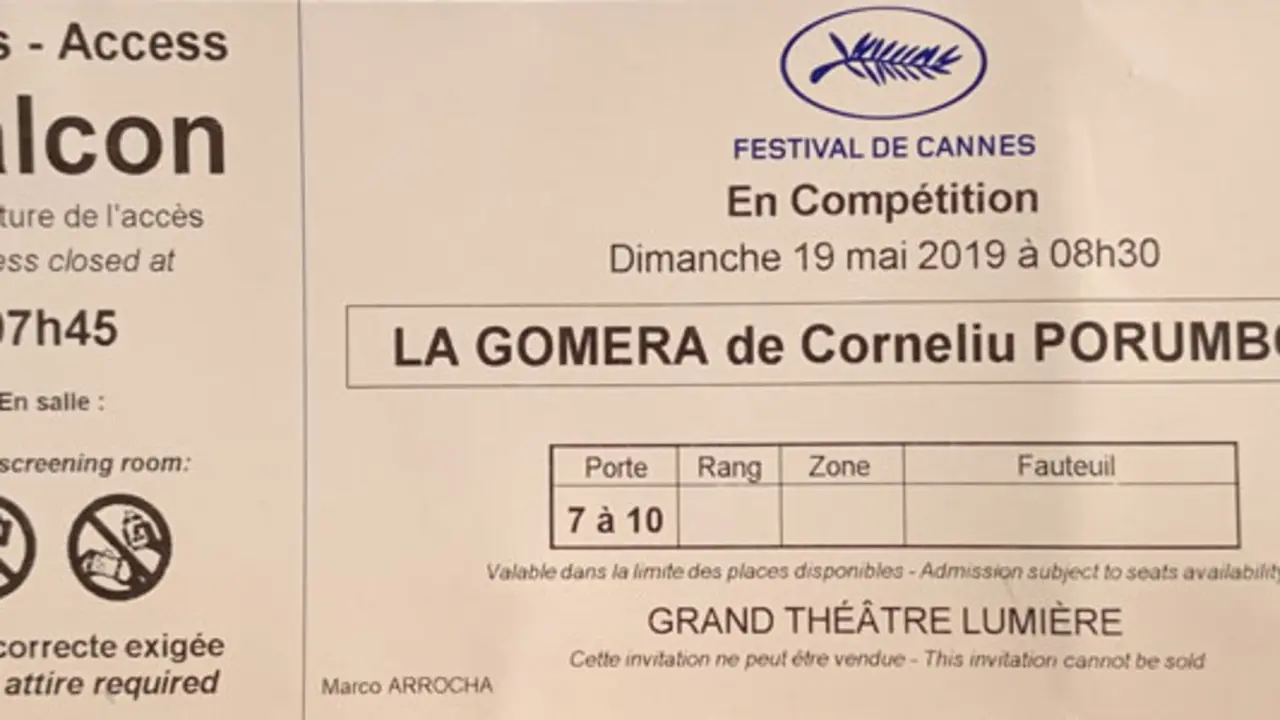 s - Access
alcon
ture de l'accès
ess closed at
07h45
En salle :
screening room:
correcte exigée
attire required
FESTIVAL DE CANNES
En Compétition
Dimanche 19 mai 2019 à 08h30
LA GOMERA de Corneliu PORUMBO
Porte Rang Zone Fauteuil
7 à 10
Valable dans la limite des places disponibles - Admission subject to seats availability
GRAND THÉÂTRE LUMIÈRE
Cette invitation ne peut être vendue - This invitation cannot be sold
Marco ARROCHA